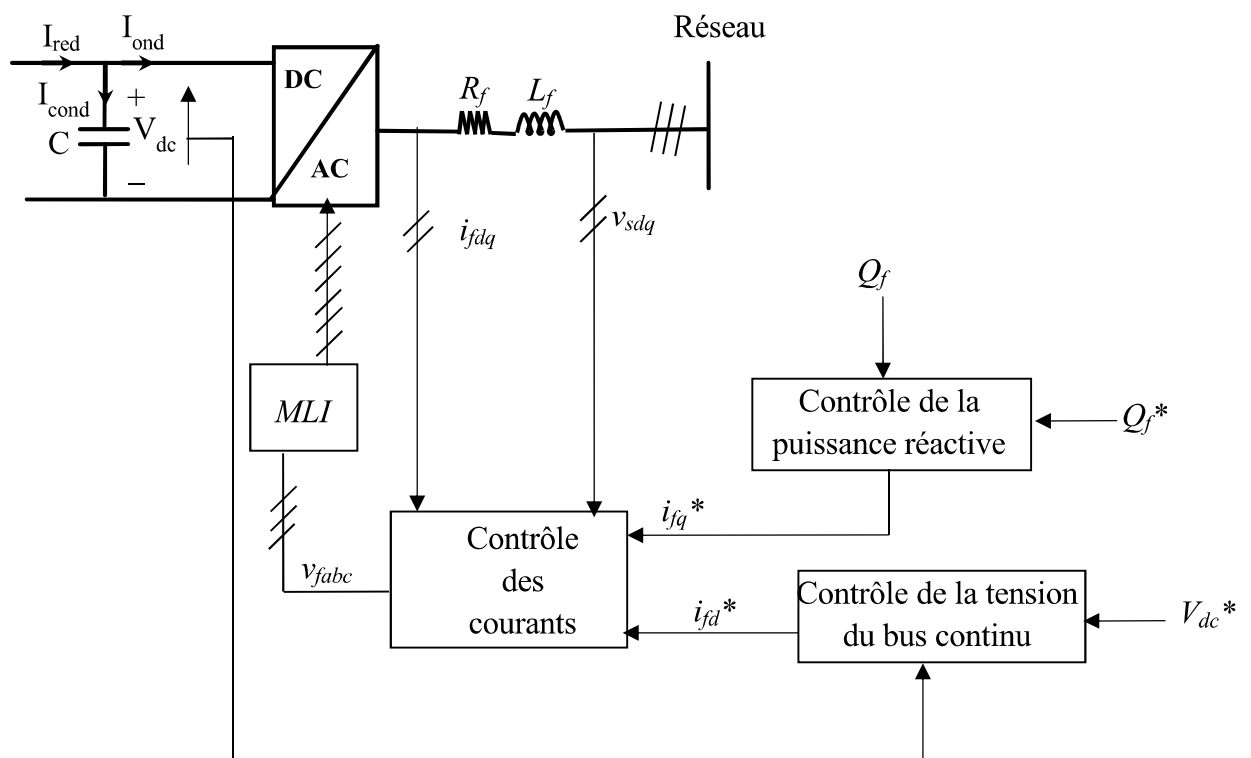 Réseau
I_red
I_ond
DC
R_f
L_f
I_cond
+
C
V_dc
AC
–
i_fdq
v_sdq
Q_f
MLI
Contrôle de la
puissance réactive
Q_f*
i_fq*
Contrôle
des
courants
v_fabc
i_fd*
Contrôle de la tension
du bus continu
V_dc*